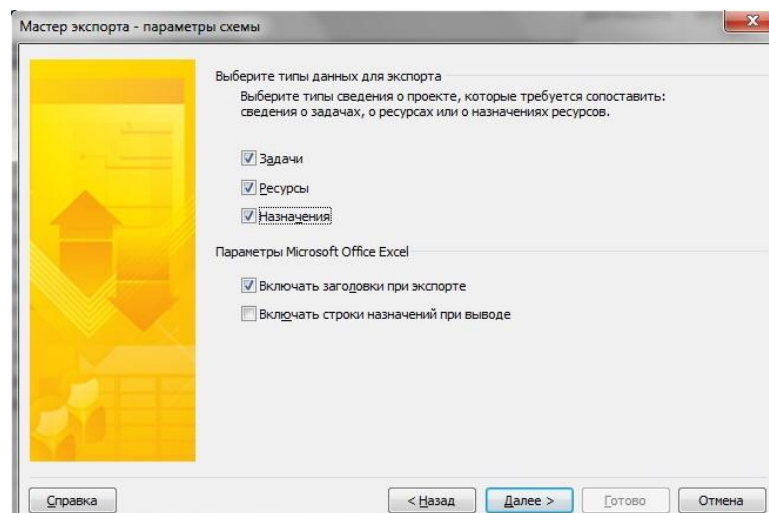 Мастер экспорта - параметры схемы
Выберите типы данных для экспорта
Выберите типы сведения о проекте, которые требуется сопоставить:
сведения о задачах, о ресурсах или о назначениях ресурсов.
Задачи
Ресурсы
Назначения
Параметры Microsoft Office Excel
Включать заголовки при экспорте
Включать строки назначений при выводе
Справка
< Назад
Далее >
Готово
Отмена